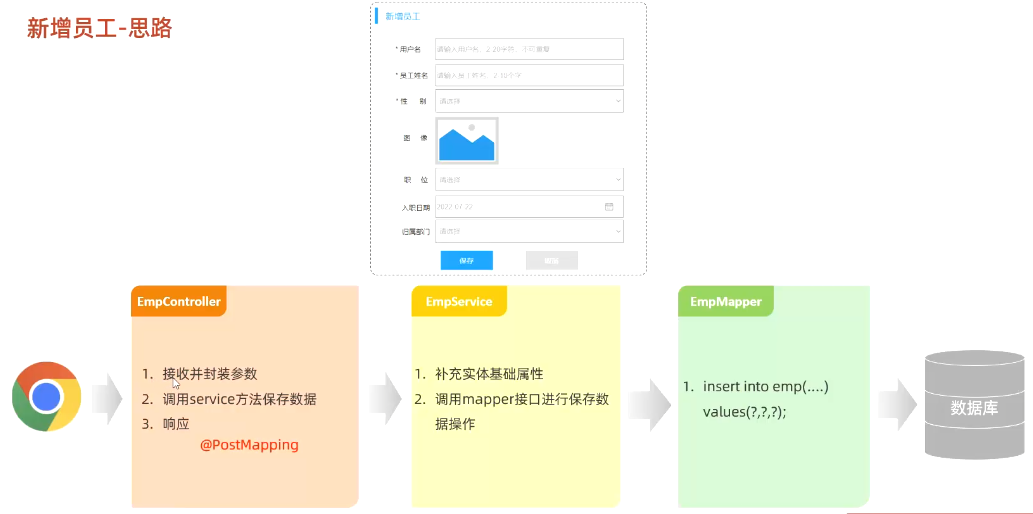 新增员工-思路
新增员工
*用户名
请输入用户名，2-20字符，不可重复
*员工姓名
请输入员工姓名，2-10个字
*性 别
请选择
图 像
职 位
请选择
入职日期
2022-07-22
归属部门
请选择
保存
EmpController
1. 接收并封装参数
2. 调用service方法保存数据
3. 响应
@PostMapping
EmpService
1. 补充实体基础属性
2. 调用mapper接口进行保存数
据操作
EmpMapper
1. insert into emp(....)
values(?,?,?);
数据库